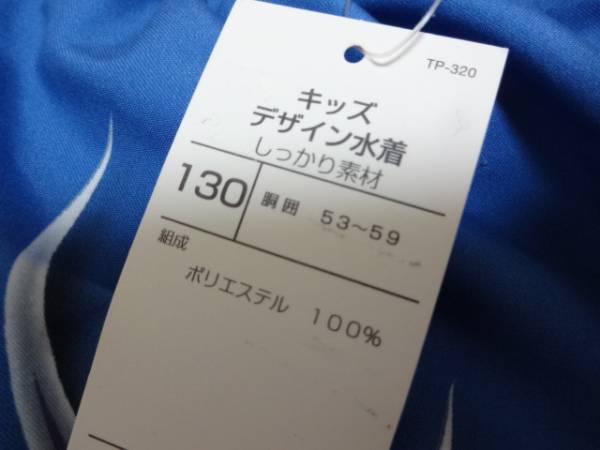 TP-320
キッズ
デザイン水着
しっかり素材
130
胴囲 53～59
組成
ポリエステル 100%